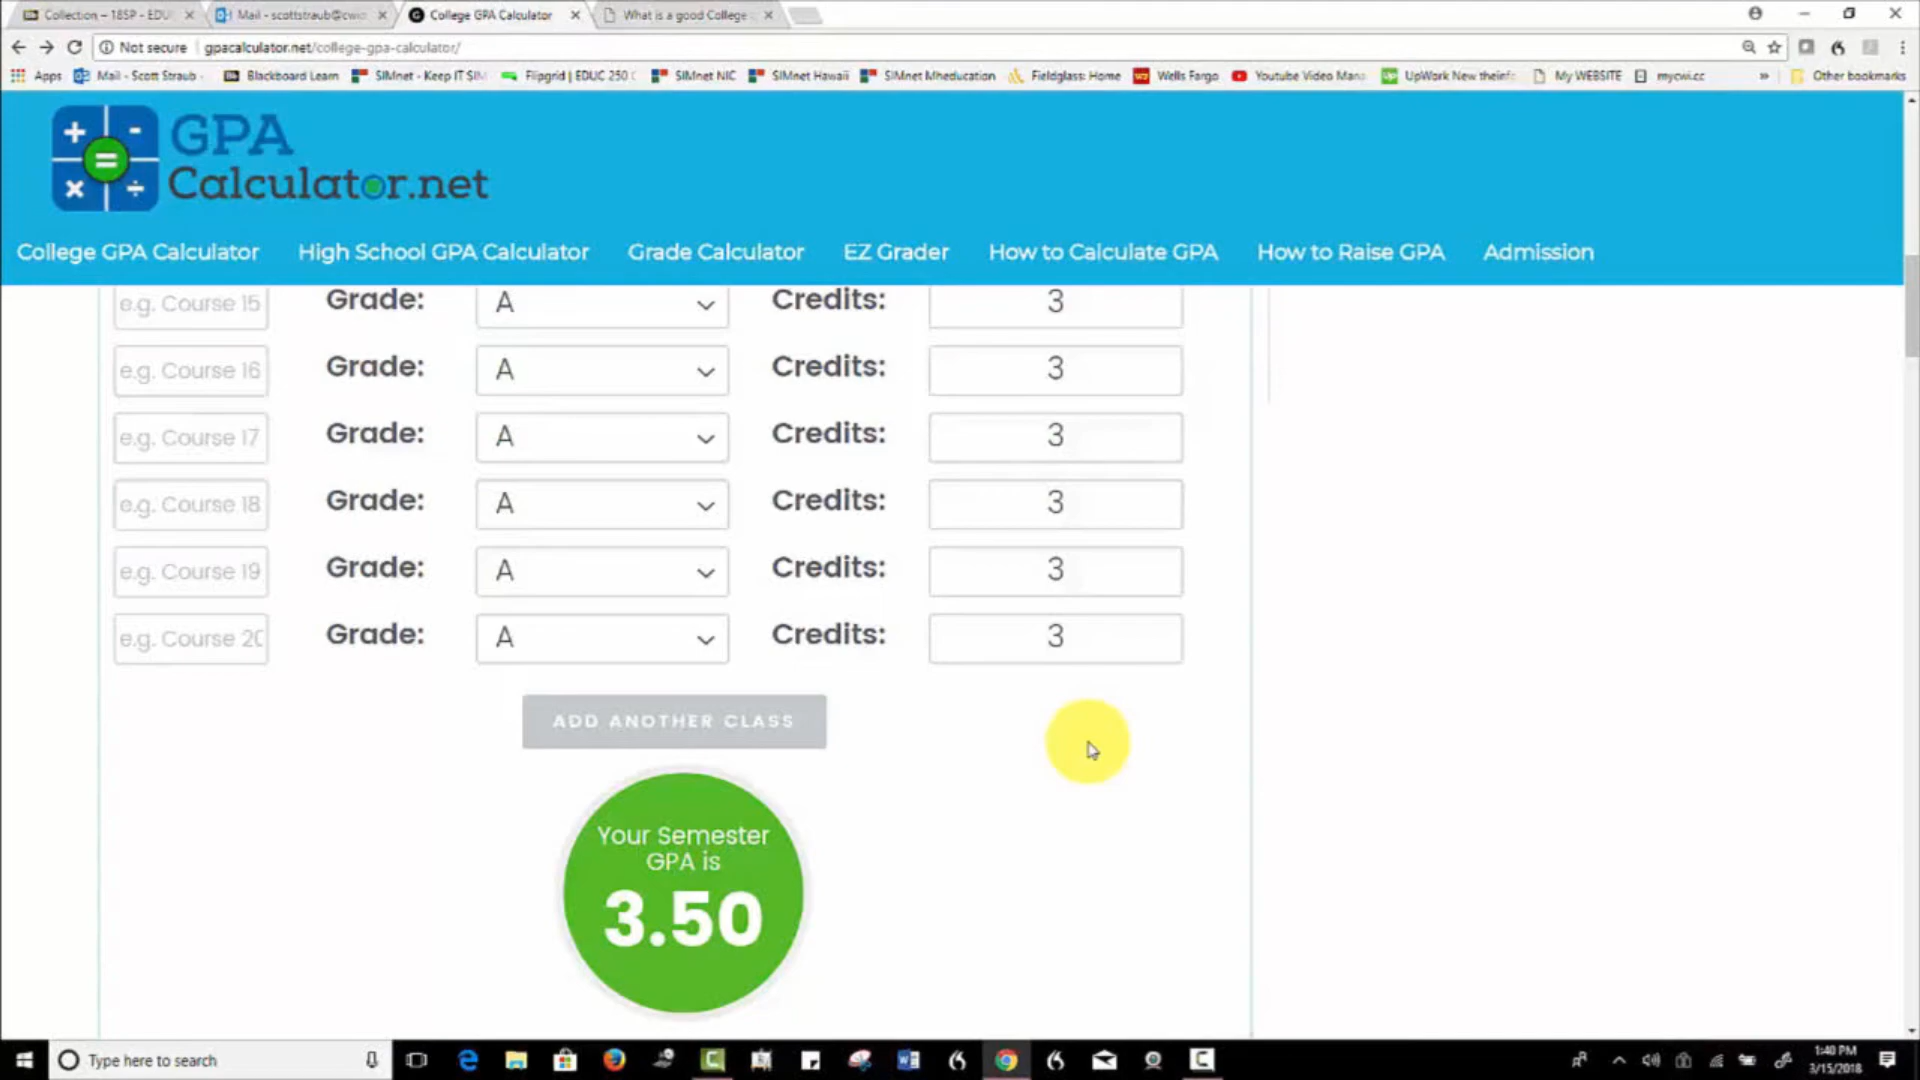 Collection – 18SP - EDU
Mail - scottstraub@cwi
College GPA Calculator
What is a good College
Not secure
gpacalculator.net/college-gpa-calculator/
Apps
Mail - Scott Straub
Blackboard Learn
SIMnet - Keep IT SIM
Flipgrid | EDUC 250
SIMnet NIC
SIMnet Hawaii
SIMnet Mheducation
Fieldglass: Home
Wells Fargo
Youtube Video Mana
UpWork New theinf
My WEBSITE
mycwi.cc
»
Other bookmarks
GPA
Calculator.net
College GPA Calculator
High School GPA Calculator
Grade Calculator
EZ Grader
How to Calculate GPA
How to Raise GPA
Admission
e.g. Course 15 Grade: A Credits: 3
e.g. Course 16 Grade: A Credits: 3
e.g. Course 17 Grade: A Credits: 3
e.g. Course 18 Grade: A Credits: 3
e.g. Course 19 Grade: A Credits: 3
e.g. Course 20 Grade: A Credits: 3
ADD ANOTHER CLASS
Your Semester
GPA is
3.50
Type here to search
1:40 PM
3/15/2018